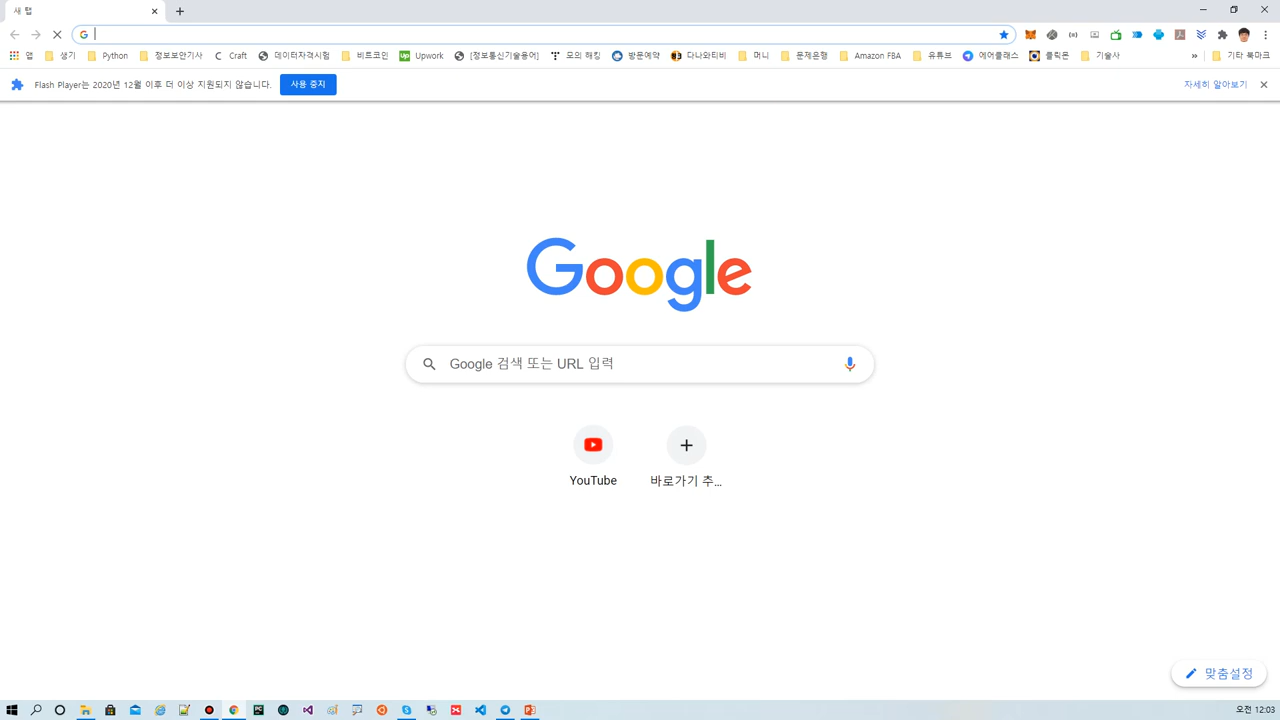 새 탭
앱 생기 Python 정보보안기사 Craft 데이터자격시험 비트코인 Upwork [정보통신기술용어] 모의 해킹 방문예약 다나와티비 문제은행 머니 Amazon FBA 유튜브 에어클래스 클릭몬 기술사 » 기타 북마크
Flash Player는 2020년 12월 이후 더 이상 지원되지 않습니다. 사용 중지 자세히 알아보기
Google
Google 검색 또는 URL 입력
YouTube 바로가기 추...
맞춤설정
오전 12:03